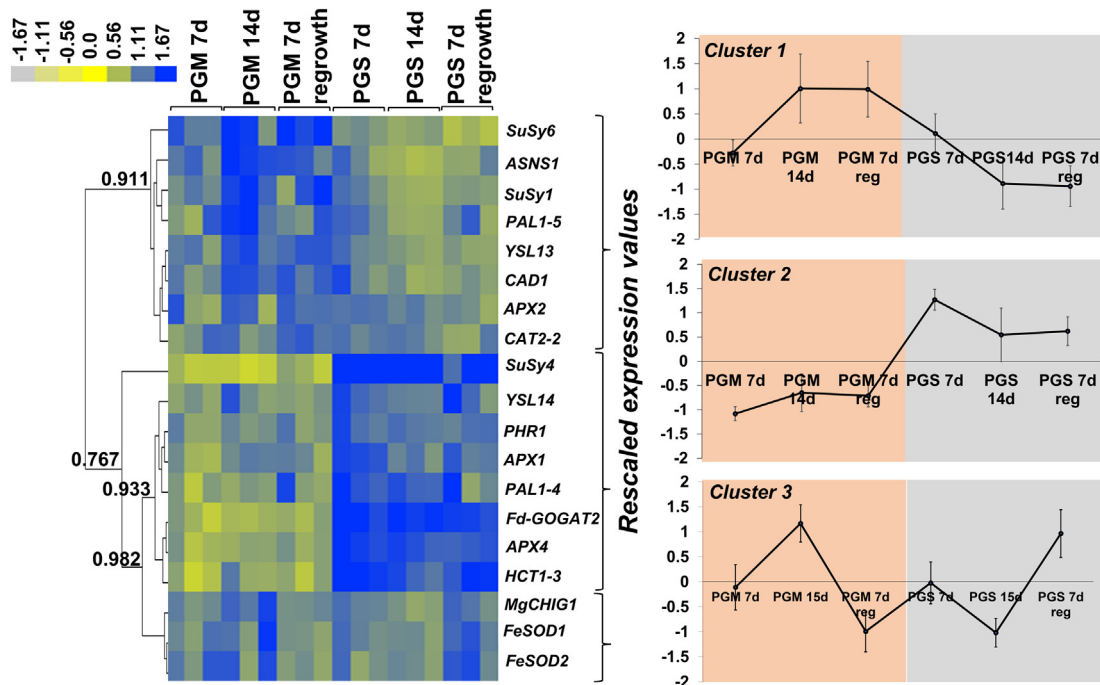 -1.67
-1.11
-0.56
0.0
0.56
1.11
1.67
PGM 7d
PGM 14d
PGM 7d
regrowth
PGS 7d
PGS 14d
PGS 7d
regrowth
SuSy6
ASNS1
SuSy1
PAL1-5
YSL13
CAD1
APX2
CAT2-2
SuSy4
YSL14
PHR1
APX1
PAL1-4
Fd-GOGAT2
APX4
HCT1-3
MgCHIG1
FeSOD1
FeSOD2
0.911
0.767
0.933
0.982
Rescaled expression values
Cluster 1
2
1.5
1
0.5
0
-0.5
-1
-1.5
-2
PGM 7d
PGM
14d
PGM 7d
reg
PGS 7d
PGS14d
PGS 7d
reg
Cluster 2
2
1.5
1
0.5
0
-0.5
-1
-1.5
-2
PGM 7d
PGM
14d
PGM 7d
reg
PGS 7d
PGS
14d
PGS 7d
reg
Cluster 3
2
1.5
1
0.5
0
-0.5
-1
-1.5
-2
PGM 7d
PGM 15d
PGM 7d
reg
PGS 7d
PGS 15d
PGS 7d
reg